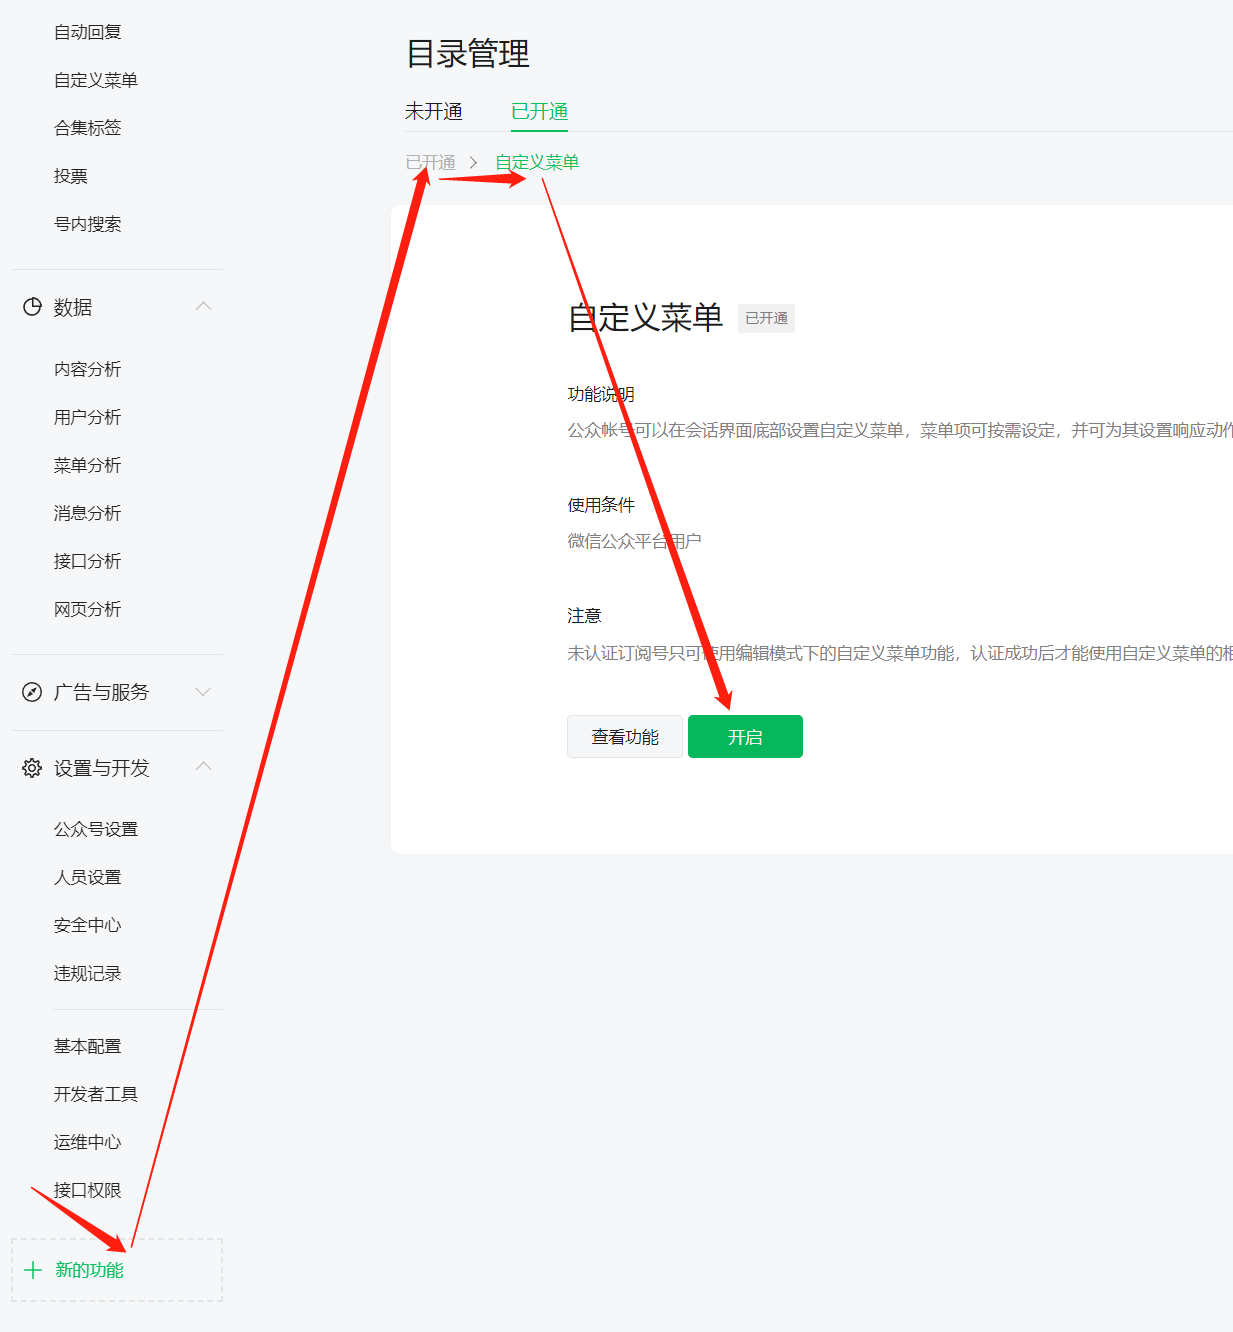 自动回复
自定义菜单
合集标签
投票
号内搜索
数据
内容分析
用户分析
菜单分析
消息分析
接口分析
网页分析
广告与服务
设置与开发
公众号设置
人员设置
安全中心
违规记录
基本配置
开发者工具
运维中心
接口权限
新的功能
目录管理
未开通 已开通
已开通 自定义菜单
自定义菜单 已开通
功能说明
公众帐号可以在会话界面底部设置自定义菜单，菜单项可按需设定，并可为其设置响应动作
使用条件
微信公众平台用户
注意
未认证订阅号只可使用编辑模式下的自定义菜单功能，认证成功后才能使用自定义菜单的相
查看功能 开启